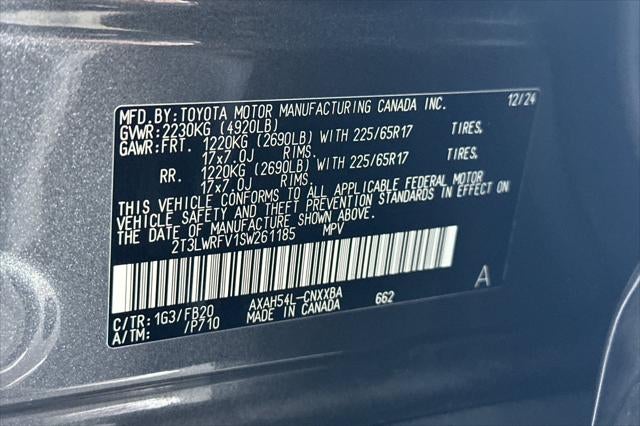 MFD.BY:TOYOTA MOTOR MANUFACTURING CANADA INC. 12/24
GVWR:2230KG (4920LB)
GAWR:FRT. 1220KG (2690LB) WITH 225/65R17 TIRES.
17x7.0J RIMS.
RR. 1220KG (2690LB) WITH 225/65R17 TIRES.
17x7.0J RIMS.
THIS VEHICLE CONFORMS TO ALL APPLICABLE FEDERAL MOTOR
VEHICLE SAFETY AND THEFT PREVENTION STANDARDS IN EFFECT ON
THE DATE OF MANUFACTURE SHOWN ABOVE.
2T3LWRFV1SW261185 MPV
C/TR: 1G3/FB20 AXAH54L-CNXXBA 662 A
A/TM: /P710 MADE IN CANADA